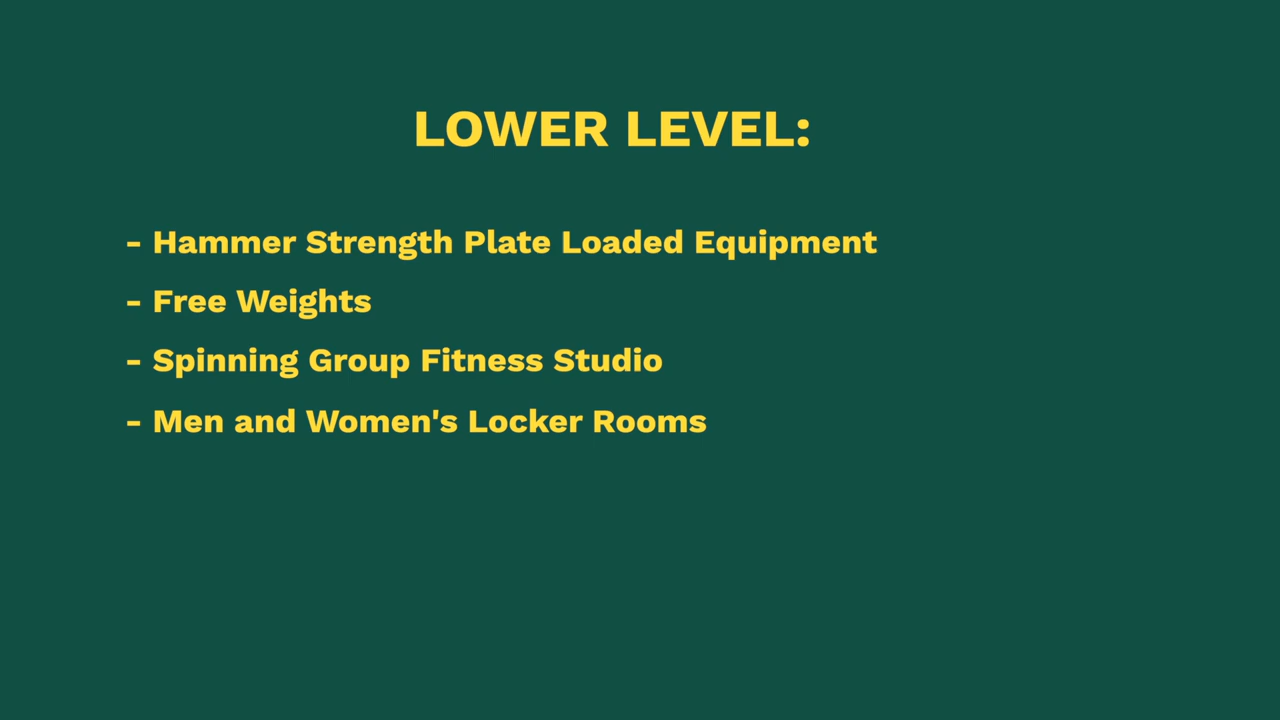 LOWER LEVEL:
- Hammer Strength Plate Loaded Equipment
- Free Weights
- Spinning Group Fitness Studio
- Men and Women's Locker Rooms